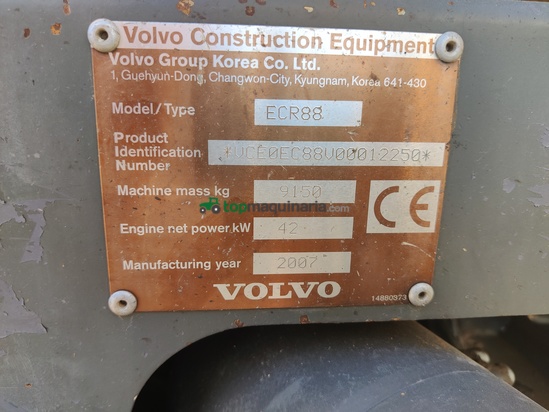 Volvo Construction Equipment
Volvo Group Korea Co. Ltd.
1, Guehyun-Dong, Changwon-City, Kyungnam, Korea 641-430
Model/Type ECR88
Product
Identification *VCE0EC88V00012250*
Number
Machine mass kg 9150
topmaquinaria.com
Engine net power kW 42
Manufacturing year 2007
CE
VOLVO
14880373